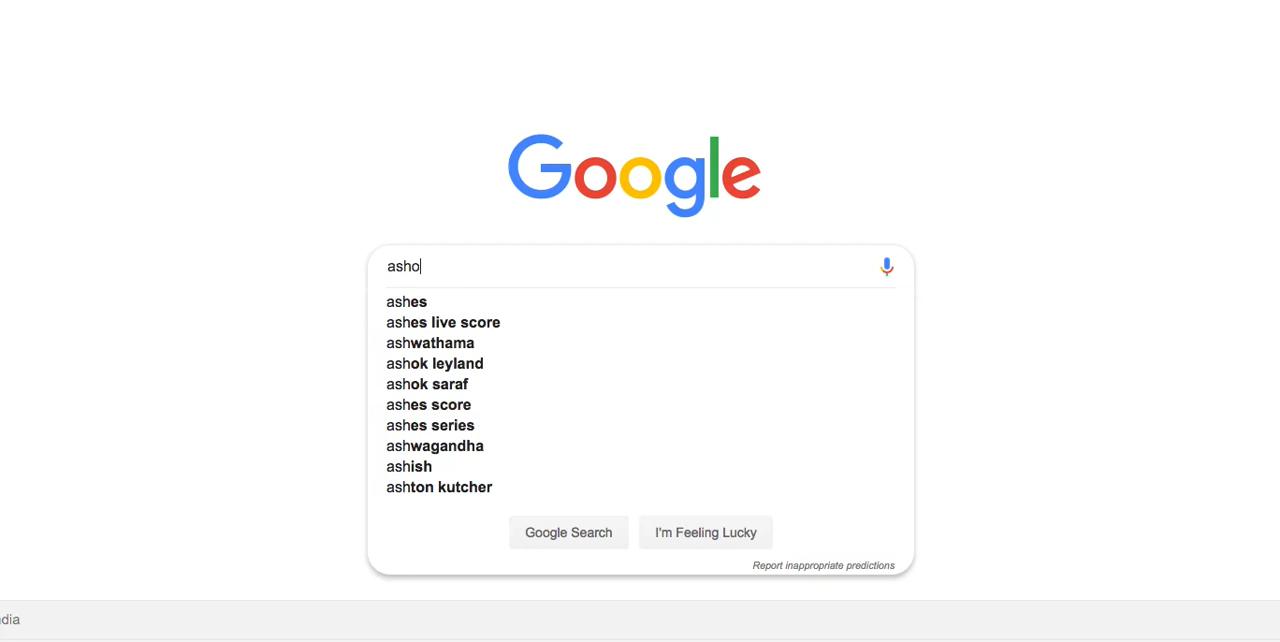 Google
asho
ashes
ashes live score
ashwathama
ashok leyland
ashok saraf
ashes score
ashes series
ashwagandha
ashish
ashton kutcher
Google Search I'm Feeling Lucky
Report inappropriate predictions
dia